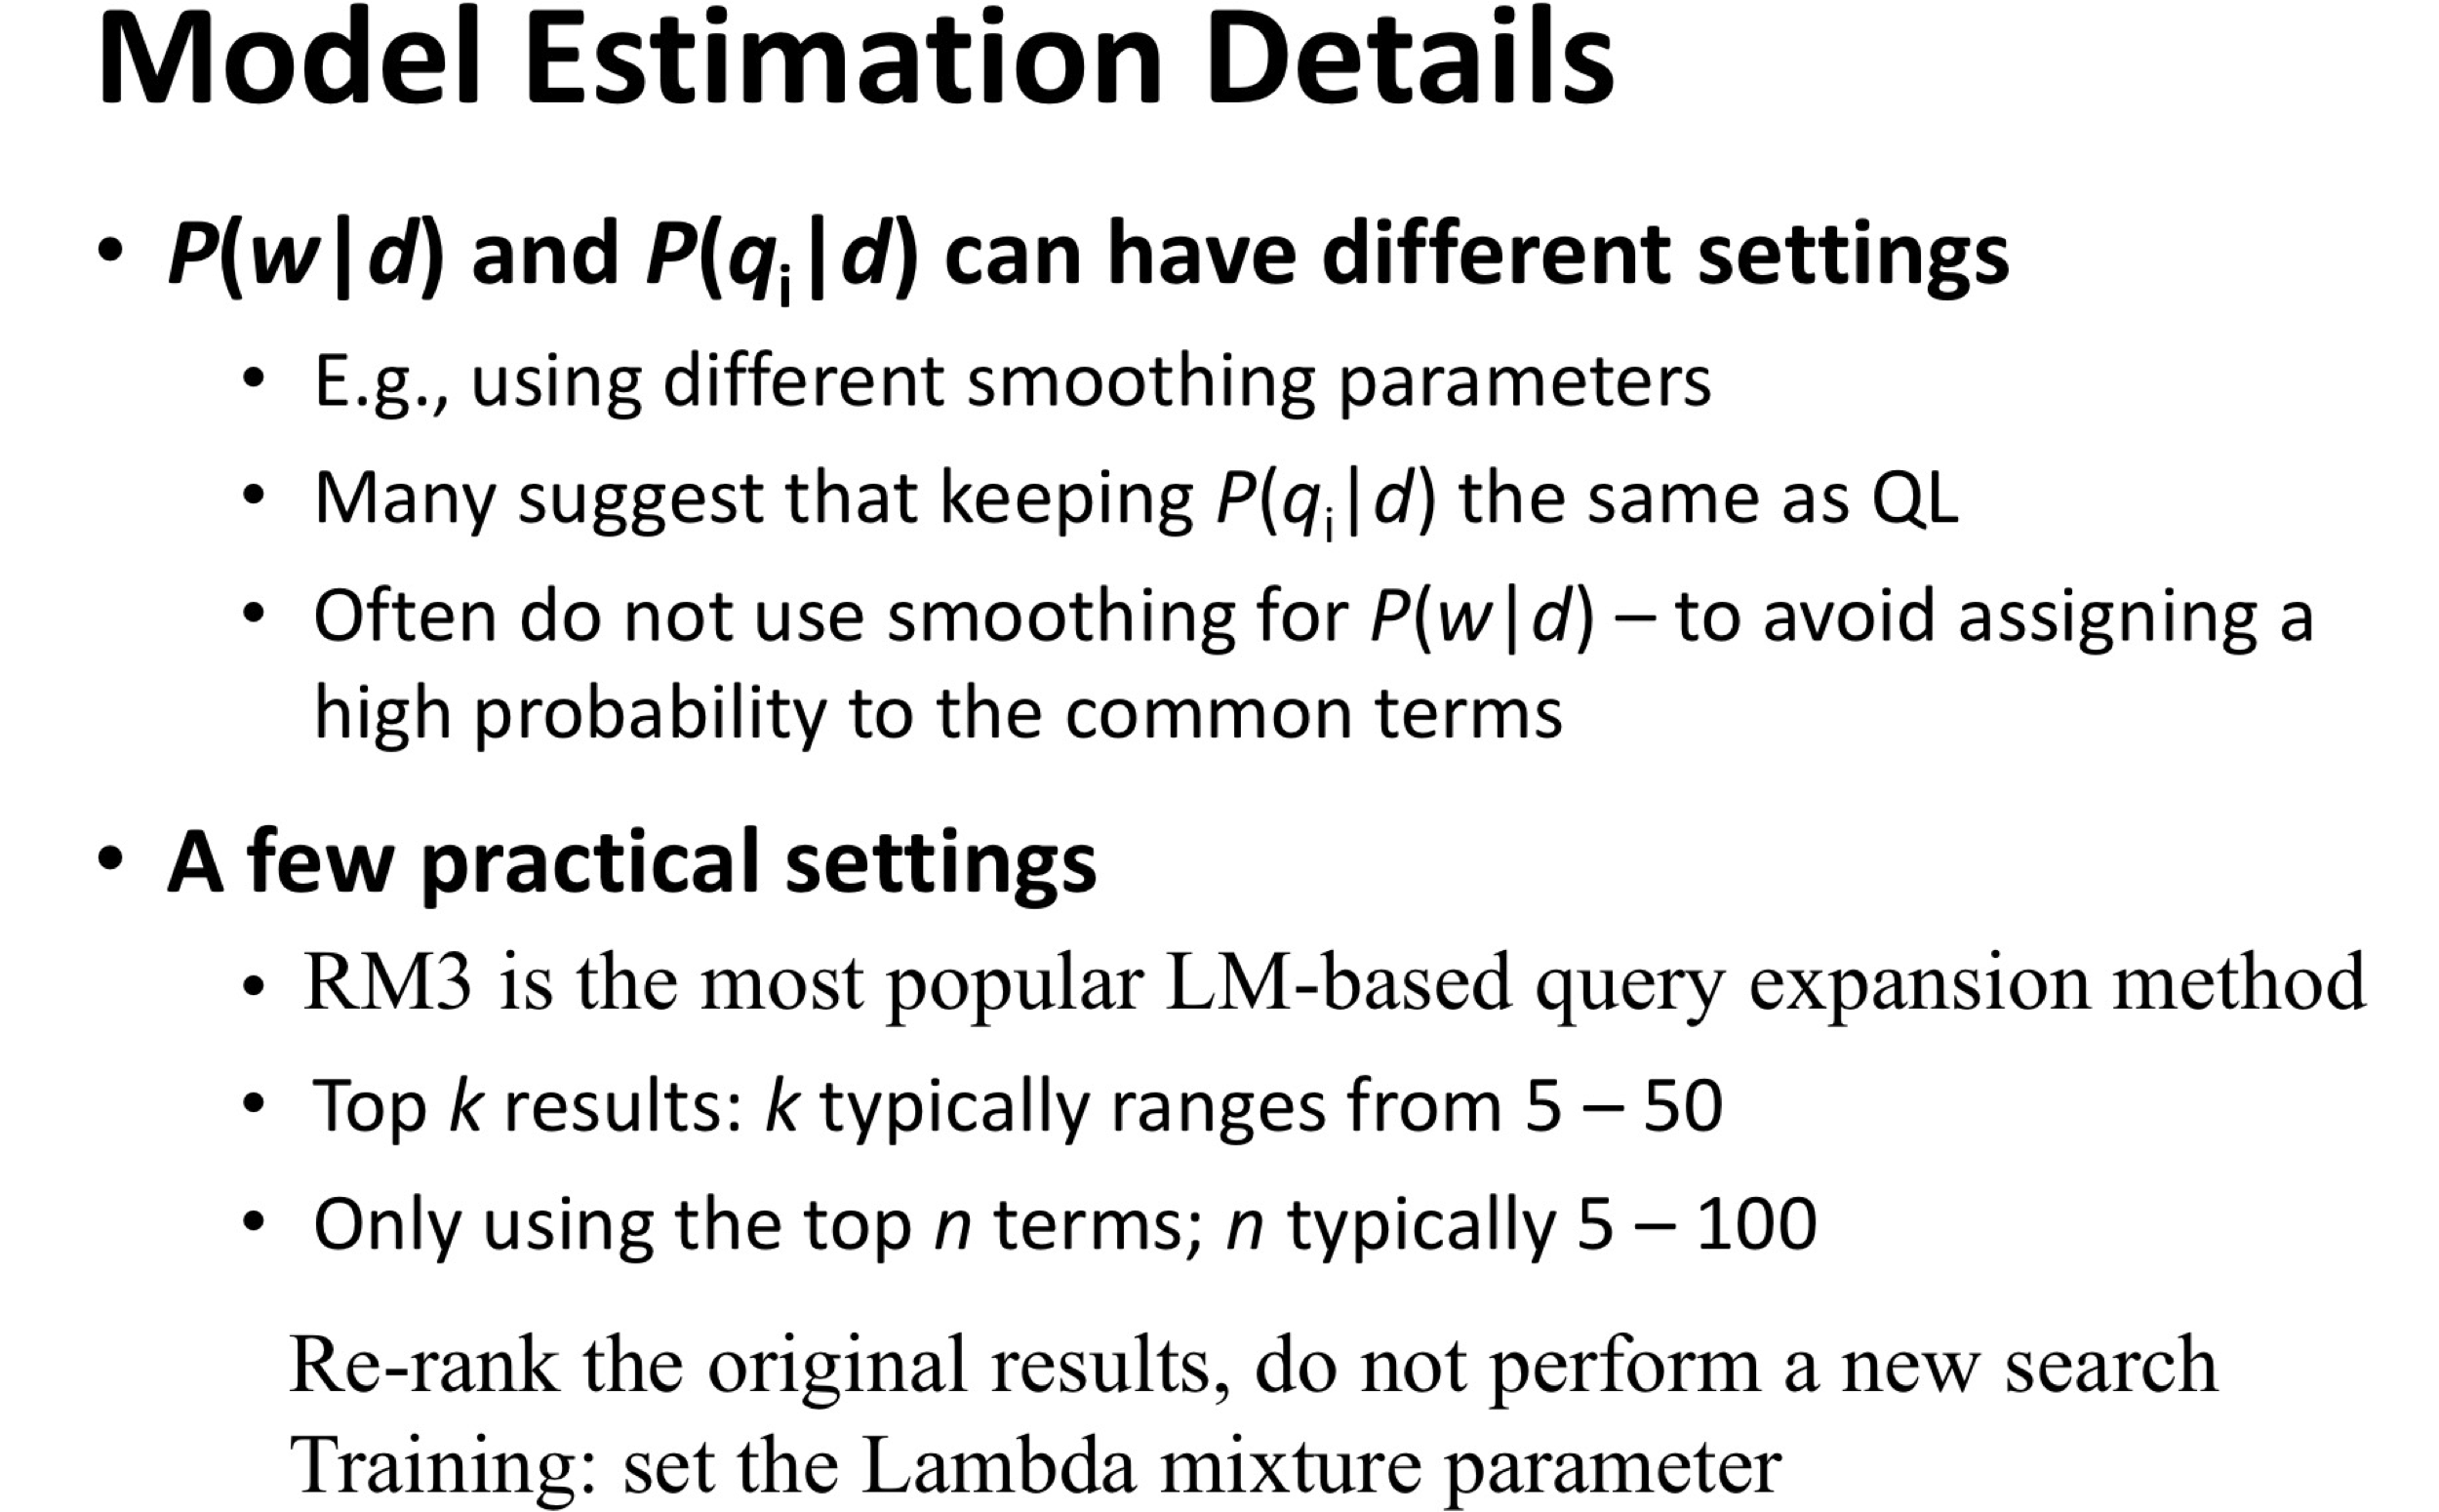 Model Estimation Details
• P(w|d) and P(qi|d) can have different settings
• E.g., using different smoothing parameters
• Many suggest that keeping P(qi|d) the same as QL
• Often do not use smoothing for P(w|d) – to avoid assigning a
high probability to the common terms
• A few practical settings
• RM3 is the most popular LM-based query expansion method
• Top k results: k typically ranges from 5 – 50
• Only using the top n terms; n typically 5 – 100
Re-rank the original results, do not perform a new search
Training: set the Lambda mixture parameter